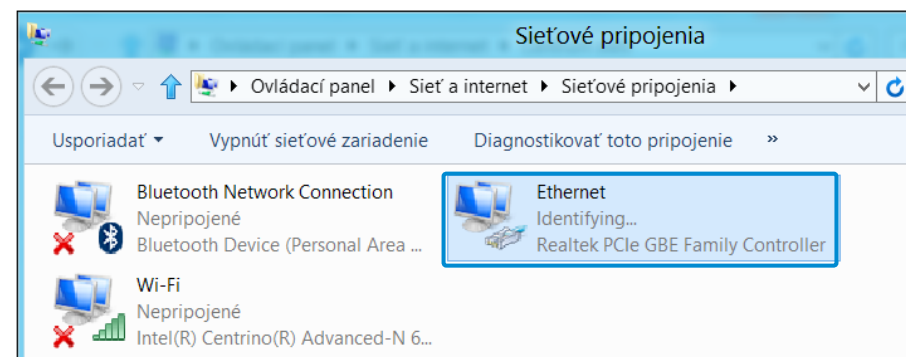 Sieťové pripojenia
Ovládací panel Sieť a internet Sieťové pripojenia
Usporiadať Vypnúť sieťové zariadenie Diagnostikovať toto pripojenie »
Bluetooth Network Connection
Nepripojené
Bluetooth Device (Personal Area ...
Ethernet
Identifying...
Realtek PCIe GBE Family Controller
Wi-Fi
Nepripojené
Intel(R) Centrino(R) Advanced-N 6...